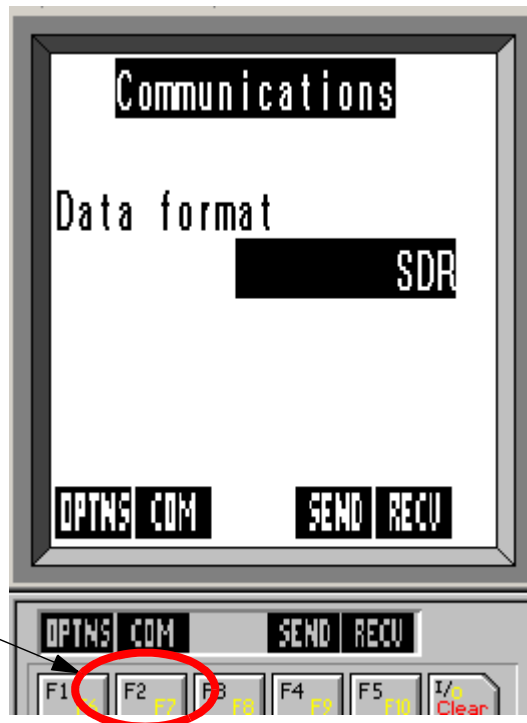 Communications
Data format
SDR
OPTNS COM SEND RECV
OPTNS COM SEND RECV
F1 F6 F2 F7 F3 F8 F4 F9 F5 F10 I/o Clear